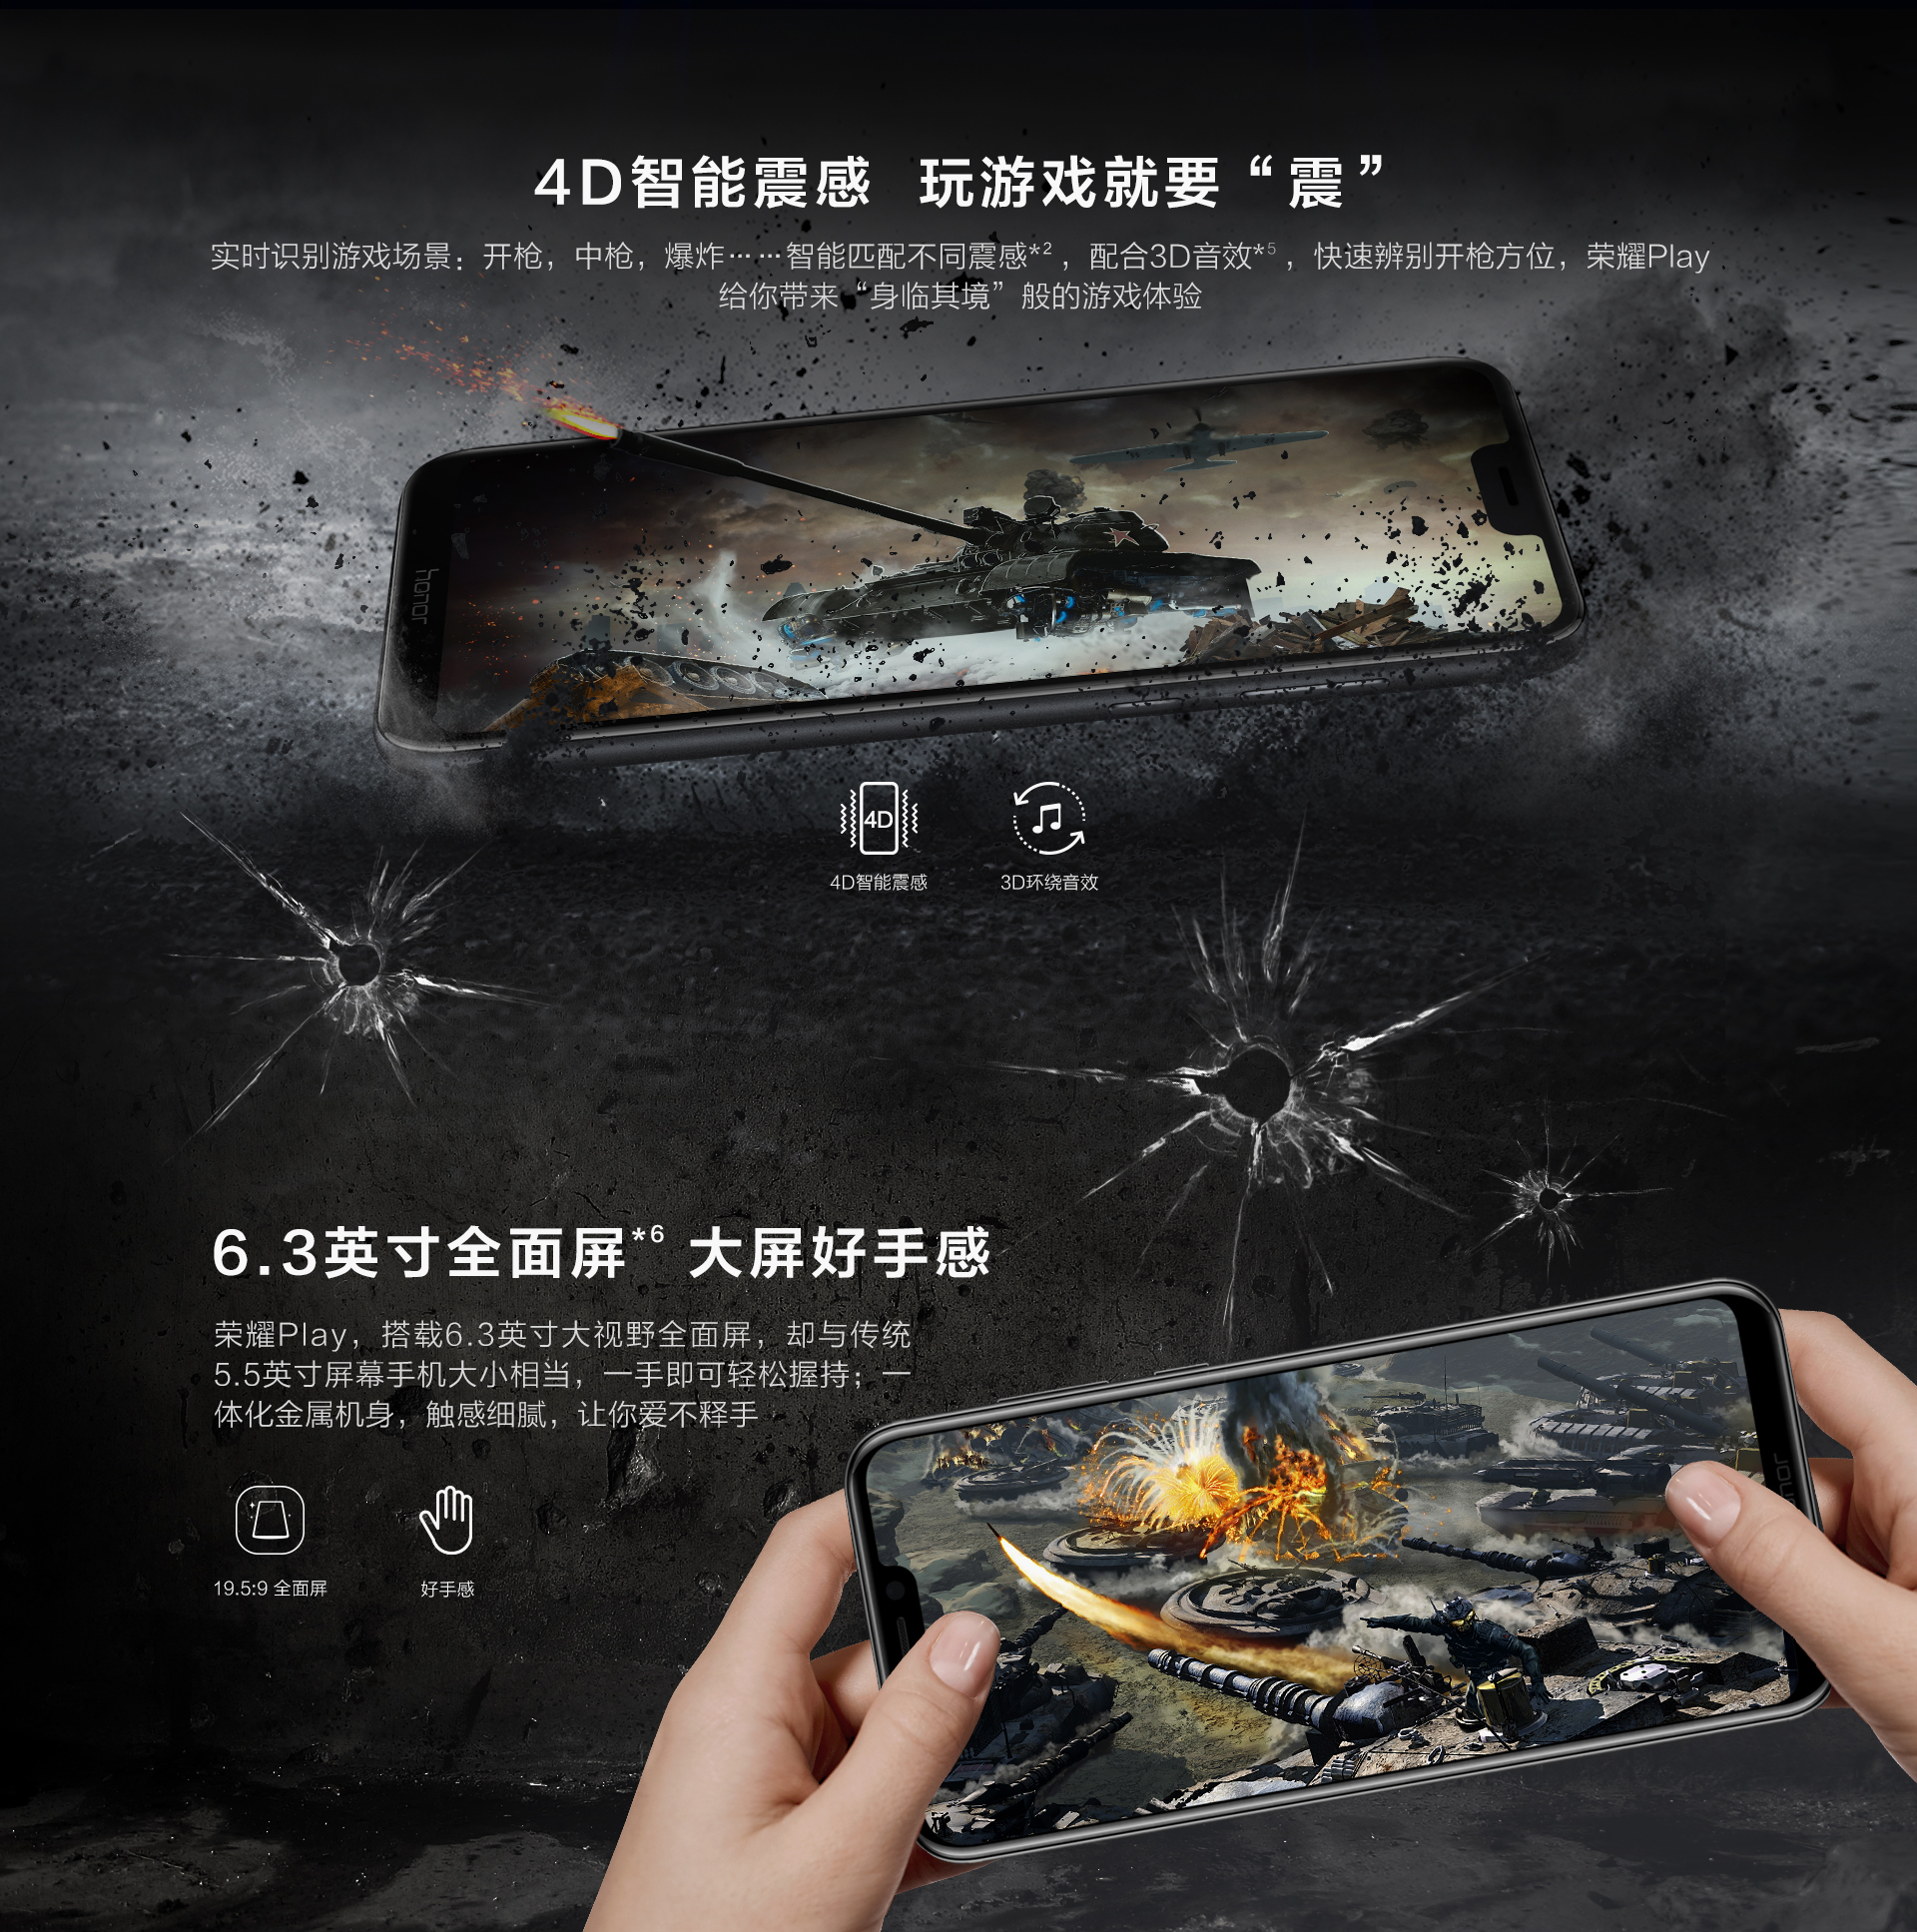 4D智能震感 玩游戏就要“震”
实时识别游戏场景：开枪，中枪，爆炸……智能匹配不同震感*2，配合3D音效*5，快速辨别开枪方位，荣耀Play
给你带来“身临其境”般的游戏体验
honor
4D
4D智能震感
3D环绕音效
6.3英寸全面屏*6 大屏好手感
荣耀Play，搭载6.3英寸大视野全面屏，却与传统
5.5英寸屏幕手机大小相当，一手即可轻松握持；一
体化金属机身，触感细腻，让你爱不释手
19.5:9 全面屏
好手感
nor